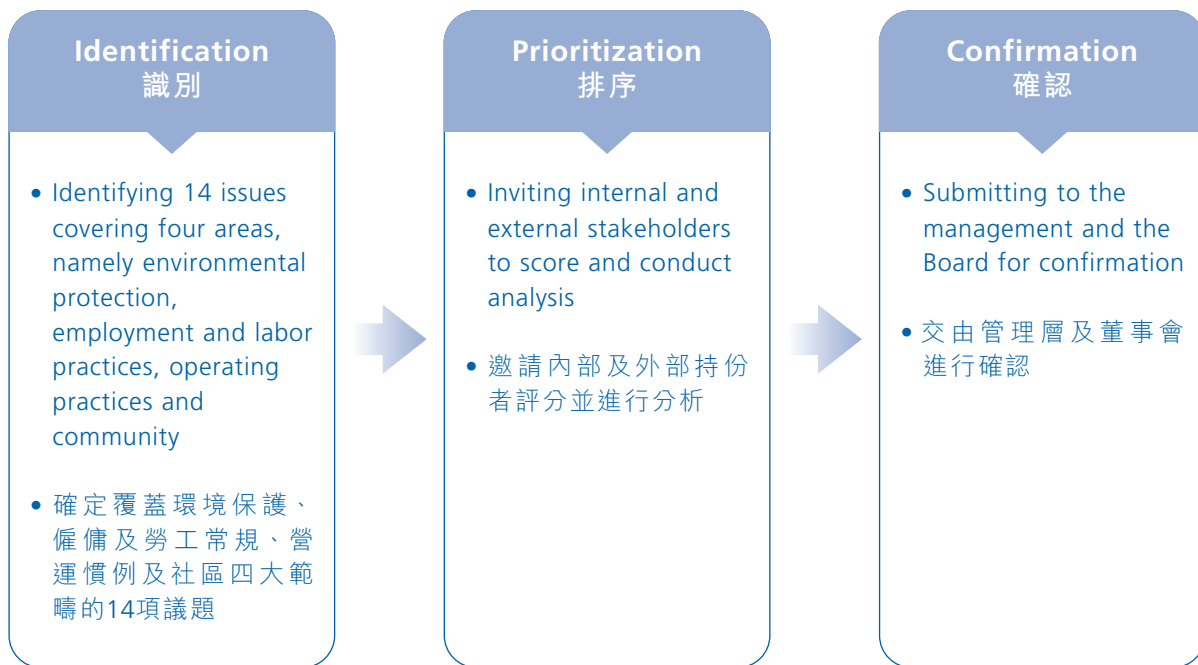 Identification
識別
• Identifying 14 issues
covering four areas,
namely environmental
protection,
employment and labor
practices, operating
practices and
community
• 確定覆蓋環境保護、
僱傭及勞工常規、營
運慣例及社區四大範
疇的14項議題
Prioritization
排序
• Inviting internal and
external stakeholders
to score and conduct
analysis
• 邀請內部及外部持份
者評分並進行分析
Confirmation
確認
• Submitting to the
management and the
Board for confirmation
• 交由管理層及董事會
進行確認